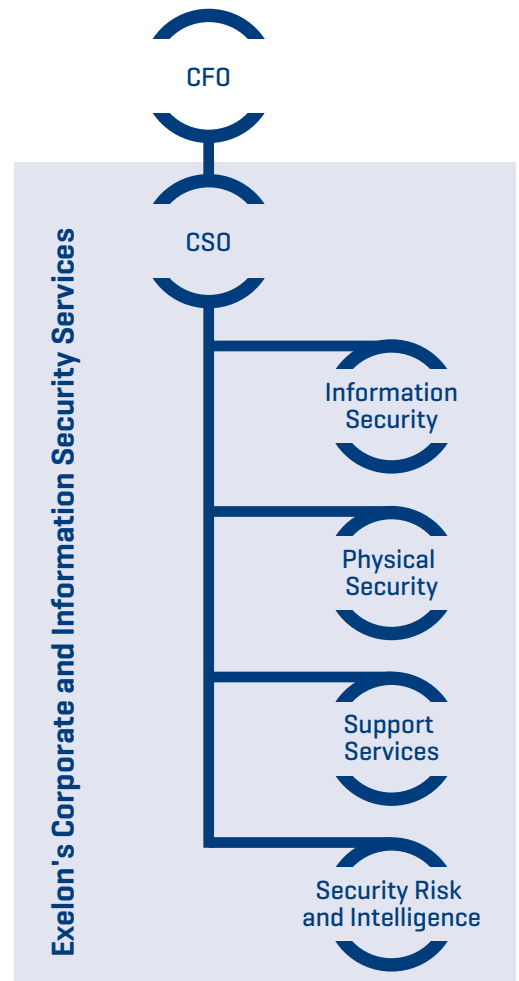 CFO
CSO
Exelon's Corporate and Information Security Services
Information
Security
Physical
Security
Support
Services
Security Risk
and Intelligence